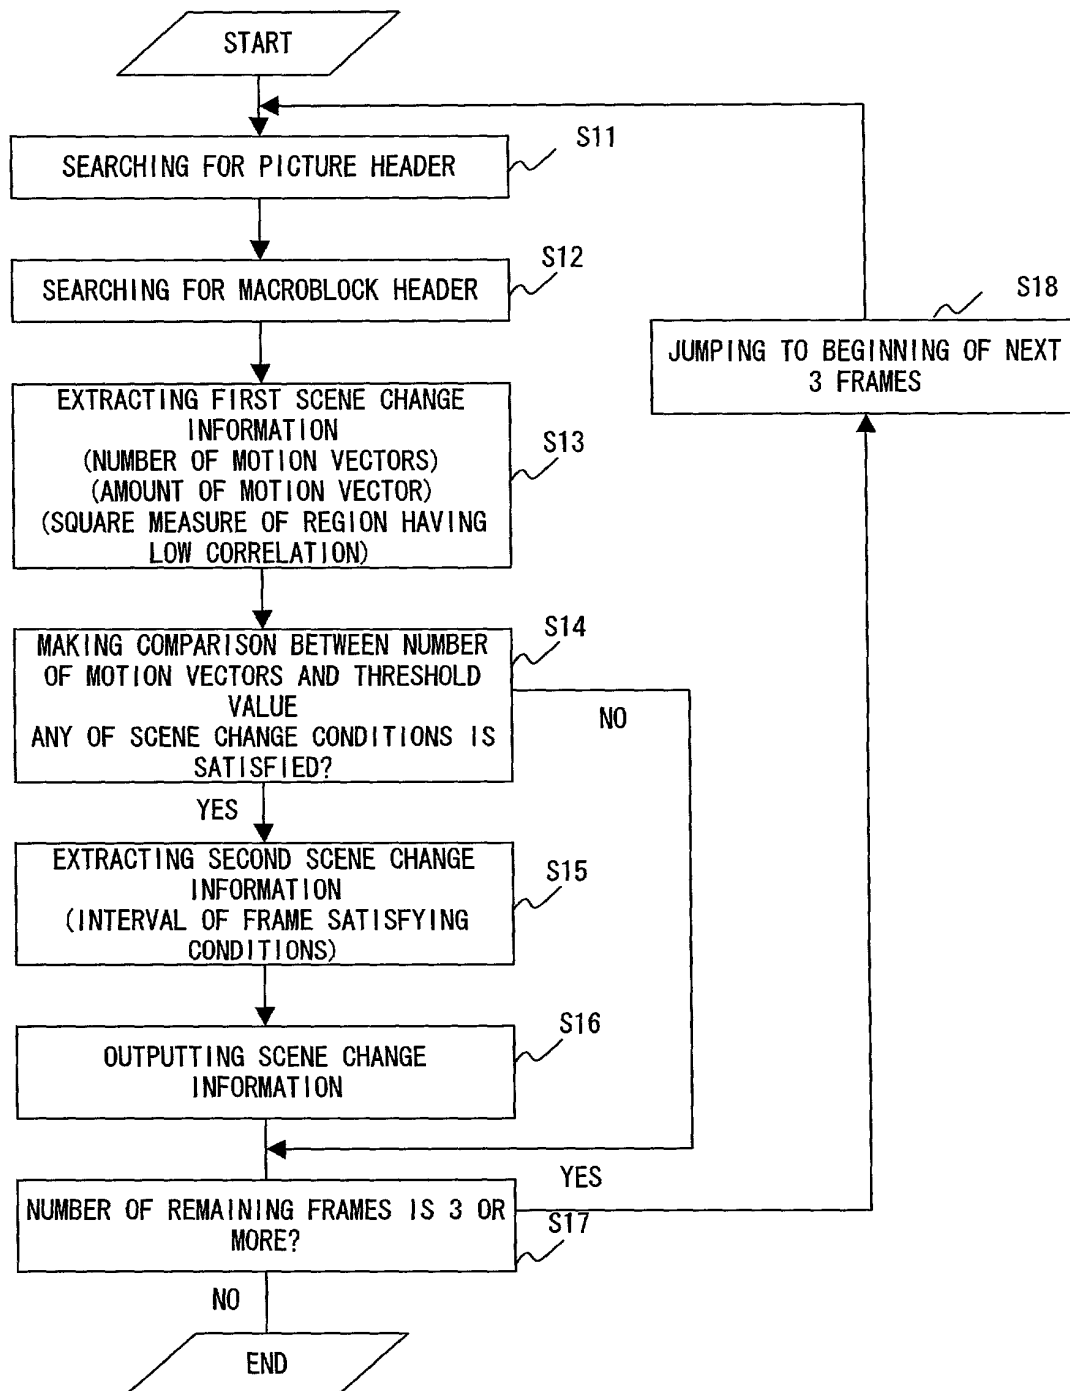 START
S11
SEARCHING FOR PICTURE HEADER
S12
SEARCHING FOR MACROBLOCK HEADER
S18
JUMPING TO BEGINNING OF NEXT
3 FRAMES
EXTRACTING FIRST SCENE CHANGE
INFORMATION
(NUMBER OF MOTION VECTORS)
(AMOUNT OF MOTION VECTOR)
(SQUARE MEASURE OF REGION HAVING
LOW CORRELATION)
S13
MAKING COMPARISON BETWEEN NUMBER
OF MOTION VECTORS AND THRESHOLD
VALUE
ANY OF SCENE CHANGE CONDITIONS IS
SATISFIED?
S14
NO
YES
EXTRACTING SECOND SCENE CHANGE
INFORMATION
(INTERVAL OF FRAME SATISFYING
CONDITIONS)
S15
OUTPUTTING SCENE CHANGE
INFORMATION
S16
YES
NUMBER OF REMAINING FRAMES IS 3 OR
MORE?
S17
NO
END